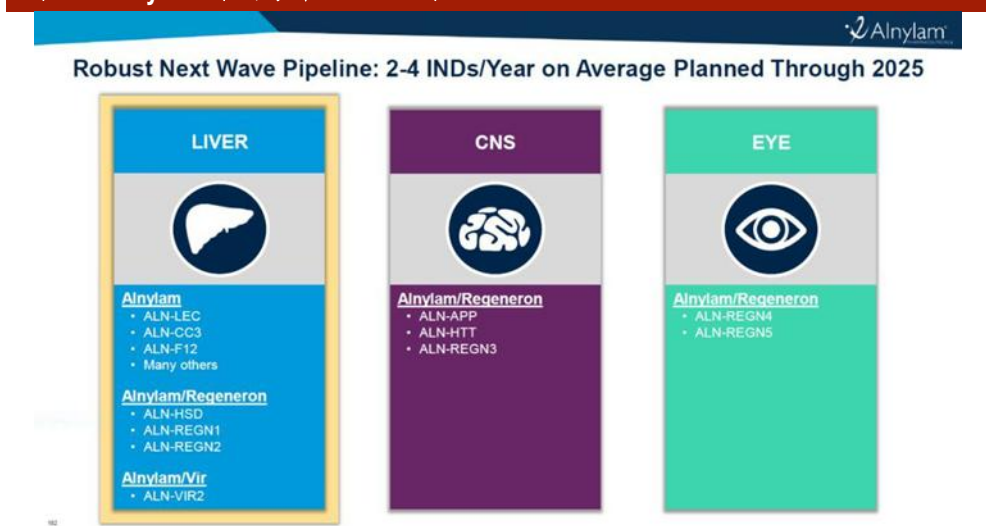 Alnylam
Robust Next Wave Pipeline: 2-4 INDs/Year on Average Planned Through 2025
LIVER
Alnylam
• ALN-LEC
• ALN-CC3
• ALN-F12
• Many others
Alnylam/Regeneron
• ALN-HSD
• ALN-REGN1
• ALN-REGN2
Alnylam/Vir
• ALN-VIR2
CNS
Alnylam/Regeneron
• ALN-APP
• ALN-HTT
• ALN-REGN3
EYE
Alnylam/Regeneron
• ALN-REGN4
• ALN-REGN5